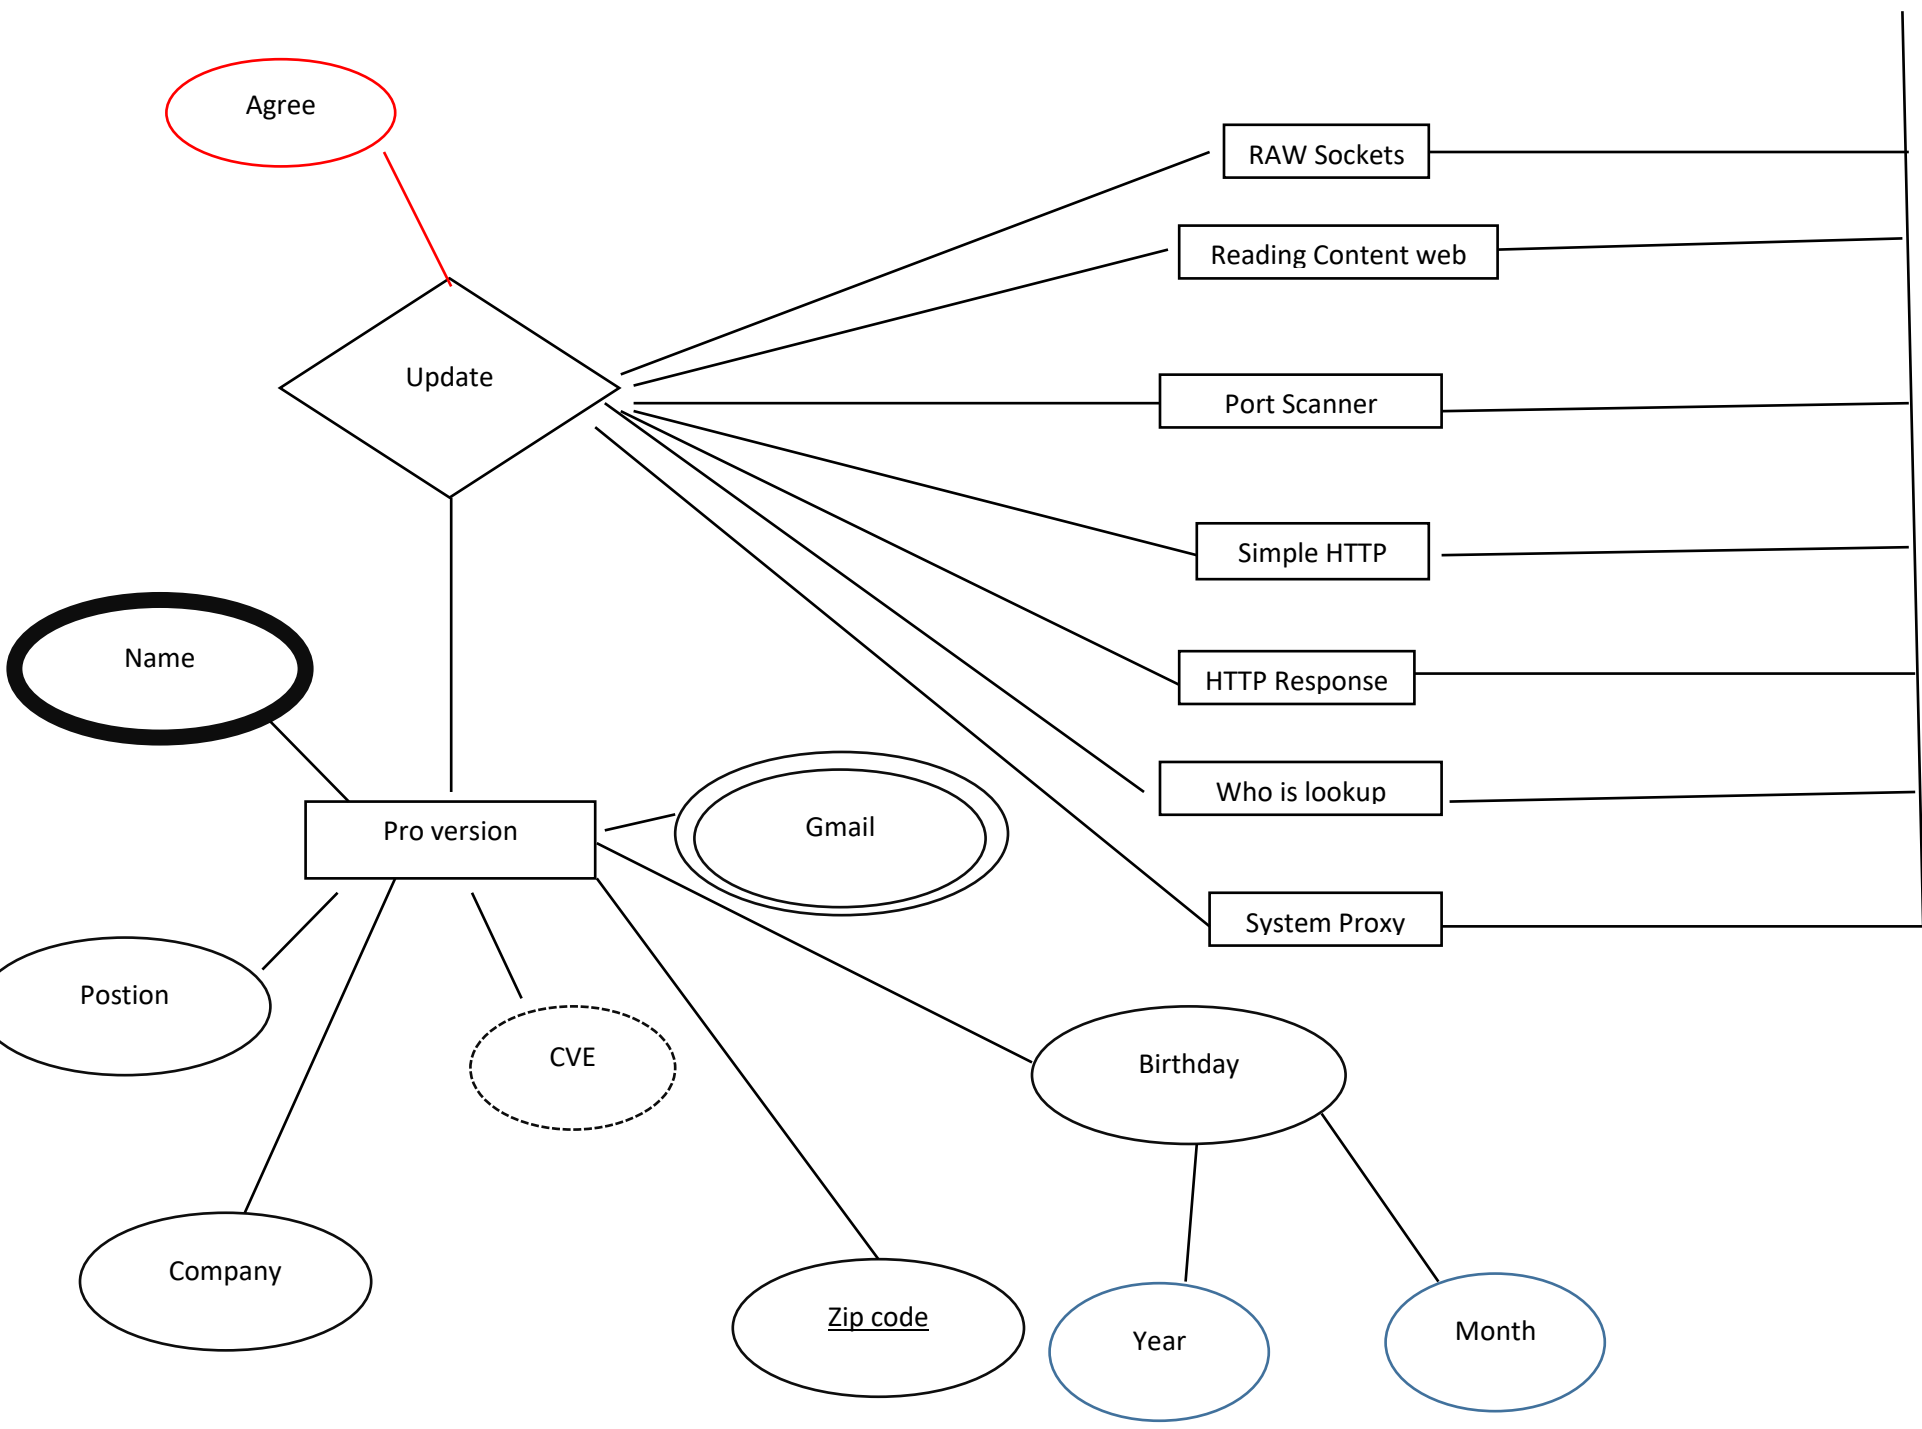 Agree
RAW Sockets
Reading Content web
Update
Port Scanner
Simple HTTP
Name
HTTP Response
Who is lookup
Pro version
Gmail
System Proxy
Postion
CVE
Birthday
Company
Zip code
Year
Month